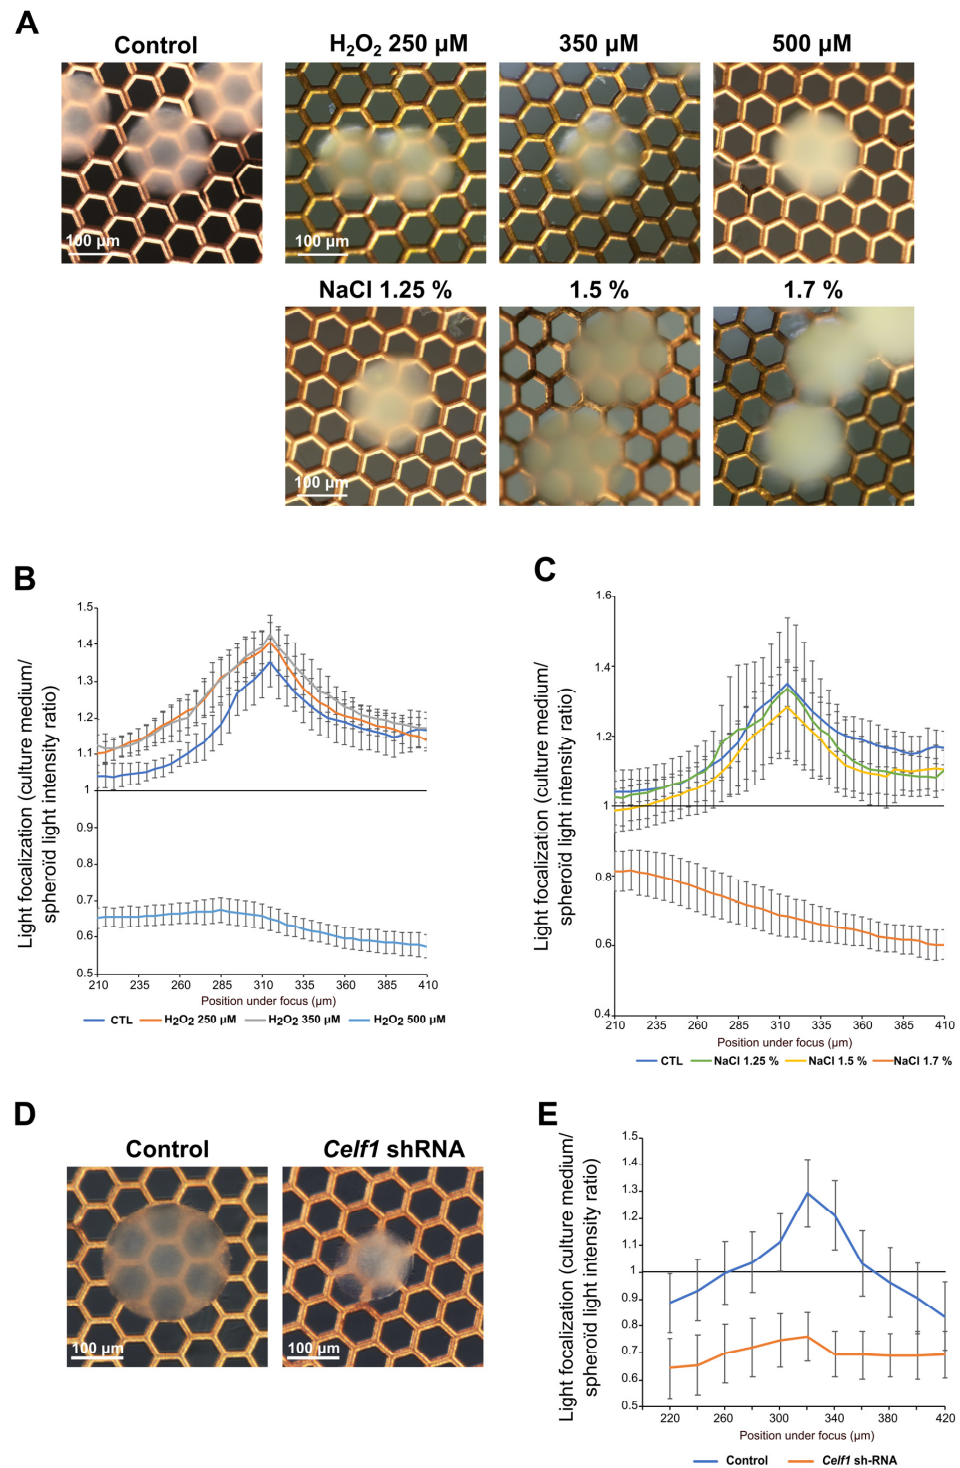 A
Control
H₂O₂ 250 µM
350 µM
500 µM
100 µm
100 µm
NaCl 1.25 %
1.5 %
1.7 %
100 µm
B
Light focalization (culture medium/
spheroïd light intensity ratio)
1.5
1.4
1.3
1.2
1.1
1
0.9
0.8
0.7
0.6
0.5
210
235
260
285
310
335
360
385
410
Position under focus (µm)
CTL
H₂O₂ 250 µM
H₂O₂ 350 µM
H₂O₂ 500 µM
C
Light focalization (culture medium/
spheroïd light intensity ratio)
1.6
1.4
1.2
1
0.8
0.6
0.4
210
235
260
285
310
335
360
385
410
Position under focus (µm)
CTL
NaCl 1.25 %
NaCl 1.5 %
NaCl 1.7 %
D
Control
Celf1 shRNA
100 µm
100 µm
E
Light focalization (culture medium/
spheroïd light intensity ratio)
1.5
1.4
1.3
1.2
1.1
1
0.9
0.8
0.7
0.6
0.5
220
260
300
340
380
420
Position under focus (µm)
Control
Celf1 sh-RNA